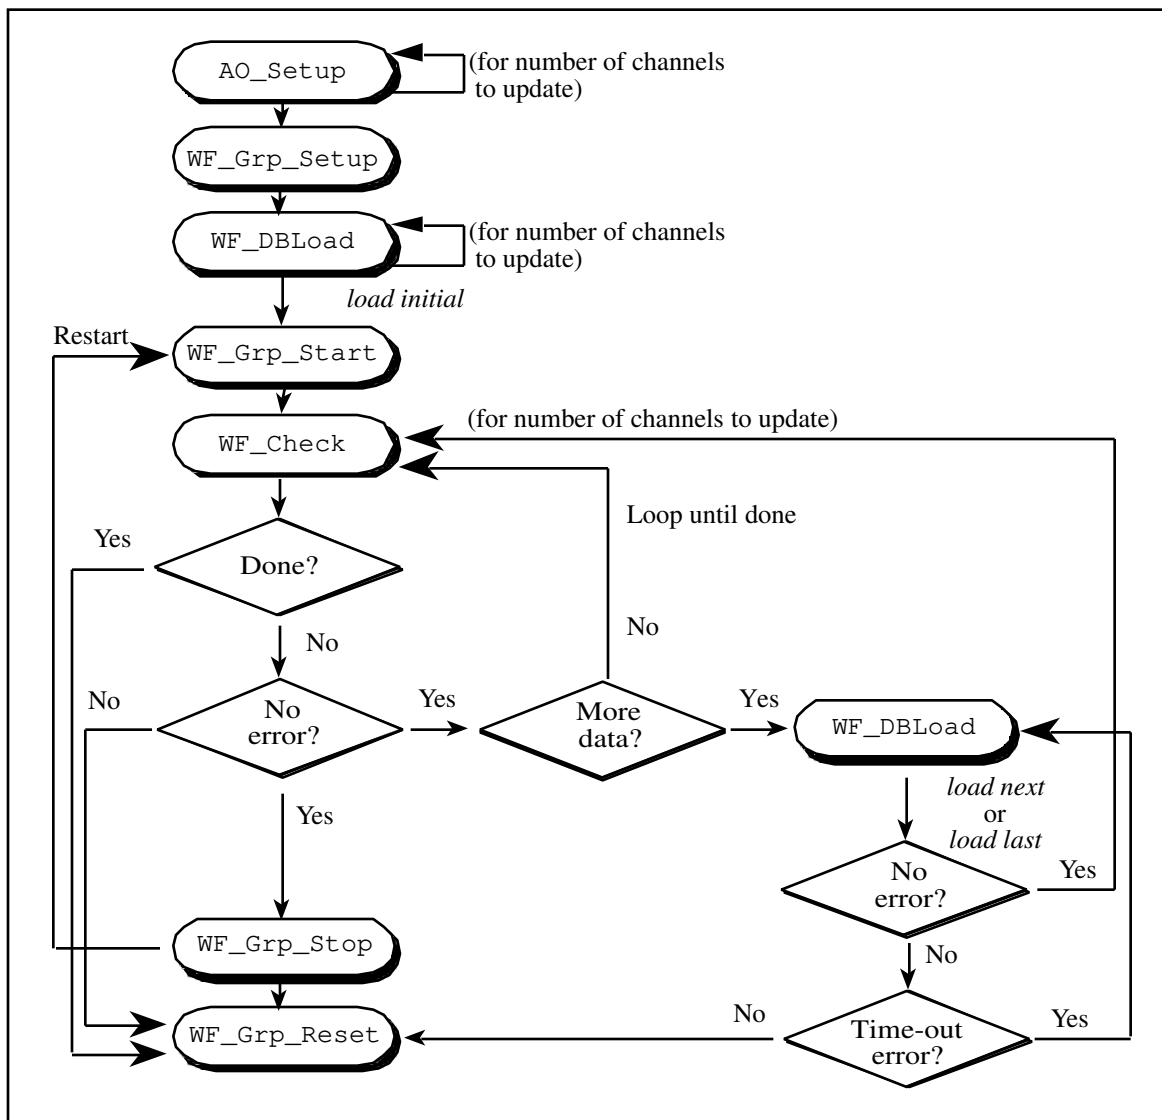 AO_Setup
(for number of channels
to update)
WF_Grp_Setup
WF_DBLoad
(for number of channels
to update)
load initial
Restart
WF_Grp_Start
WF_Check
(for number of channels to update)
Loop until done
Yes
Done?
No
No
No
No
error?
Yes
More
data?
Yes
WF_DBLoad
load next
or
load last
Yes
No
error?
Yes
WF_Grp_Stop
No
WF_Grp_Reset
No
Time-out
error?
Yes